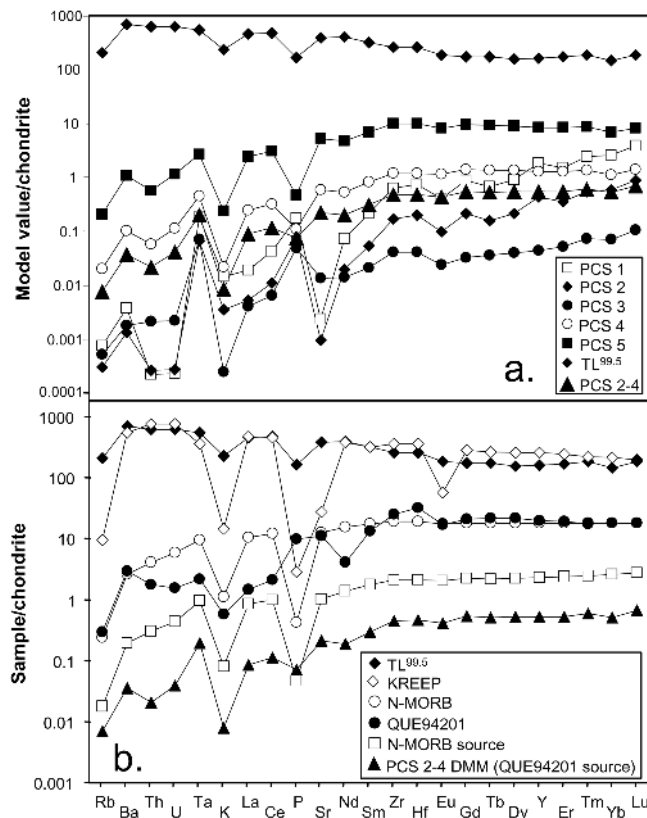 1000
100
10
1
0.1
0.01
0.001
0.0001
Model value/chondrite
PCS 1
PCS 2
PCS 3
PCS 4
PCS 5
TL99.5
PCS 2-4
a.
1000
100
10
1
0.1
0.01
0.001
Sample/chondrite
TL99.5
KREEP
N-MORB
QUE94201
N-MORB source
PCS 2-4 DMM (QUE94201 source)
b.
Rb Ba Th U Ta K La Ce P Sr Nd Sm Zr Hf Eu Gd Tb Dy Y Er Tm Yb Lu